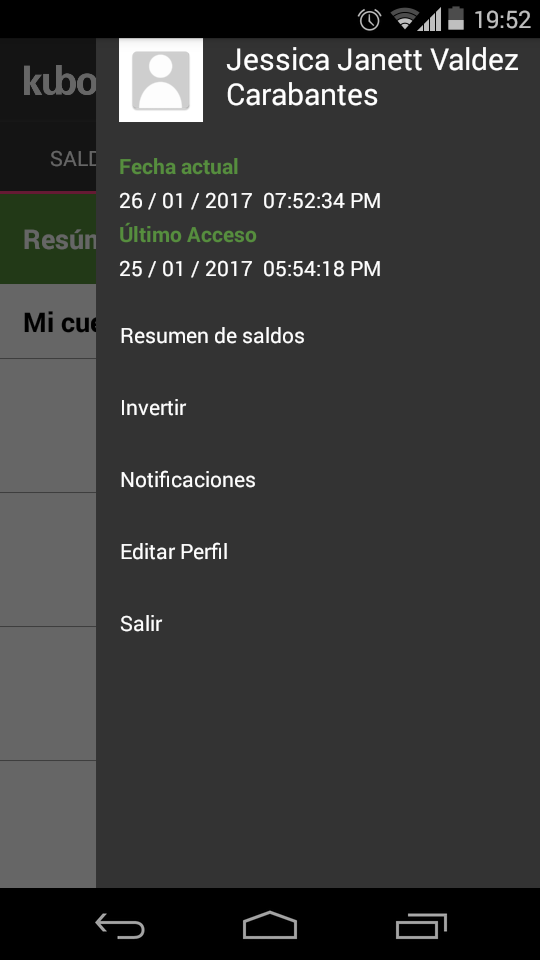 19:52
kubo
Jessica Janett Valdez
Carabantes
Fecha actual
26 / 01 / 2017 07:52:34 PM
Último Acceso
25 / 01 / 2017 05:54:18 PM
SALD
Resún
Mi cue
Resumen de saldos
Invertir
Notificaciones
Editar Perfil
Salir